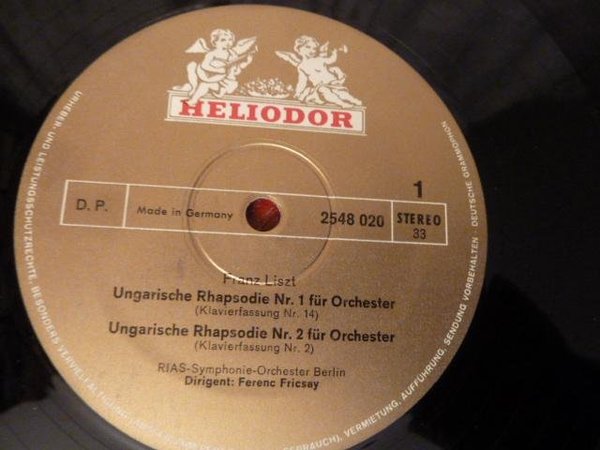 HELIODOR
1
D. P.
Made in Germany
2548 020
STEREO
33
Franz Liszt
Ungarische Rhapsodie Nr. 1 für Orchester
(Klavierfassung Nr. 14)
Ungarische Rhapsodie Nr. 2 für Orchester
(Klavierfassung Nr. 2)
RIAS-Symphonie-Orchester Berlin
Dirigent: Ferenc Fricsay
URHEBER- UND LEISTUNGSSCHUTZRECHTE, BESONDERS
GEBRAUCH), VERMIETUNG, AUFFÜHRUNG, SENDUNG VORBEHALTEN · DEUTSCHE GRAMMOPHON